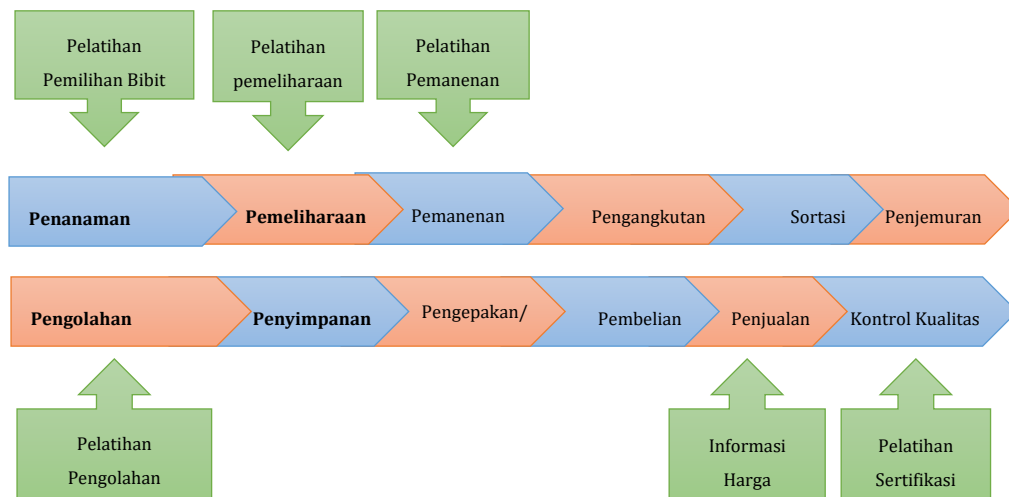 Pelatihan
Pemilihan Bibit
Pelatihan
pemeliharaan
Pelatihan
Pemanenan
Penanaman
Pemeliharaan
Pemanenan
Pengangkutan
Sortasi
Penjemuran
Pengolahan
Penyimpanan
Pengepakan/
Pembelian
Penjualan
Kontrol Kualitas
Pelatihan
Pengolahan
Informasi
Harga
Pelatihan
Sertifikasi